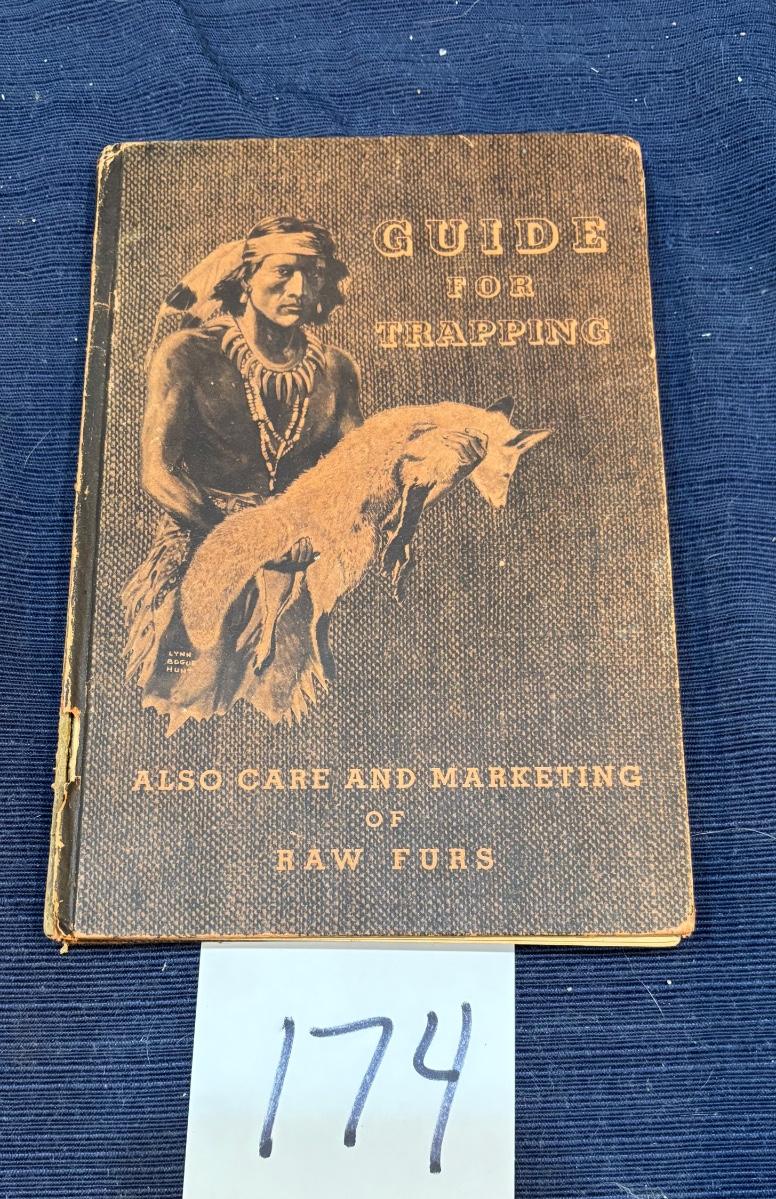 GUIDE
FOR
TRAPPING
LYNN
BOGUE
HUNT
ALSO CARE AND MARKETING
OF
RAW FURS
174